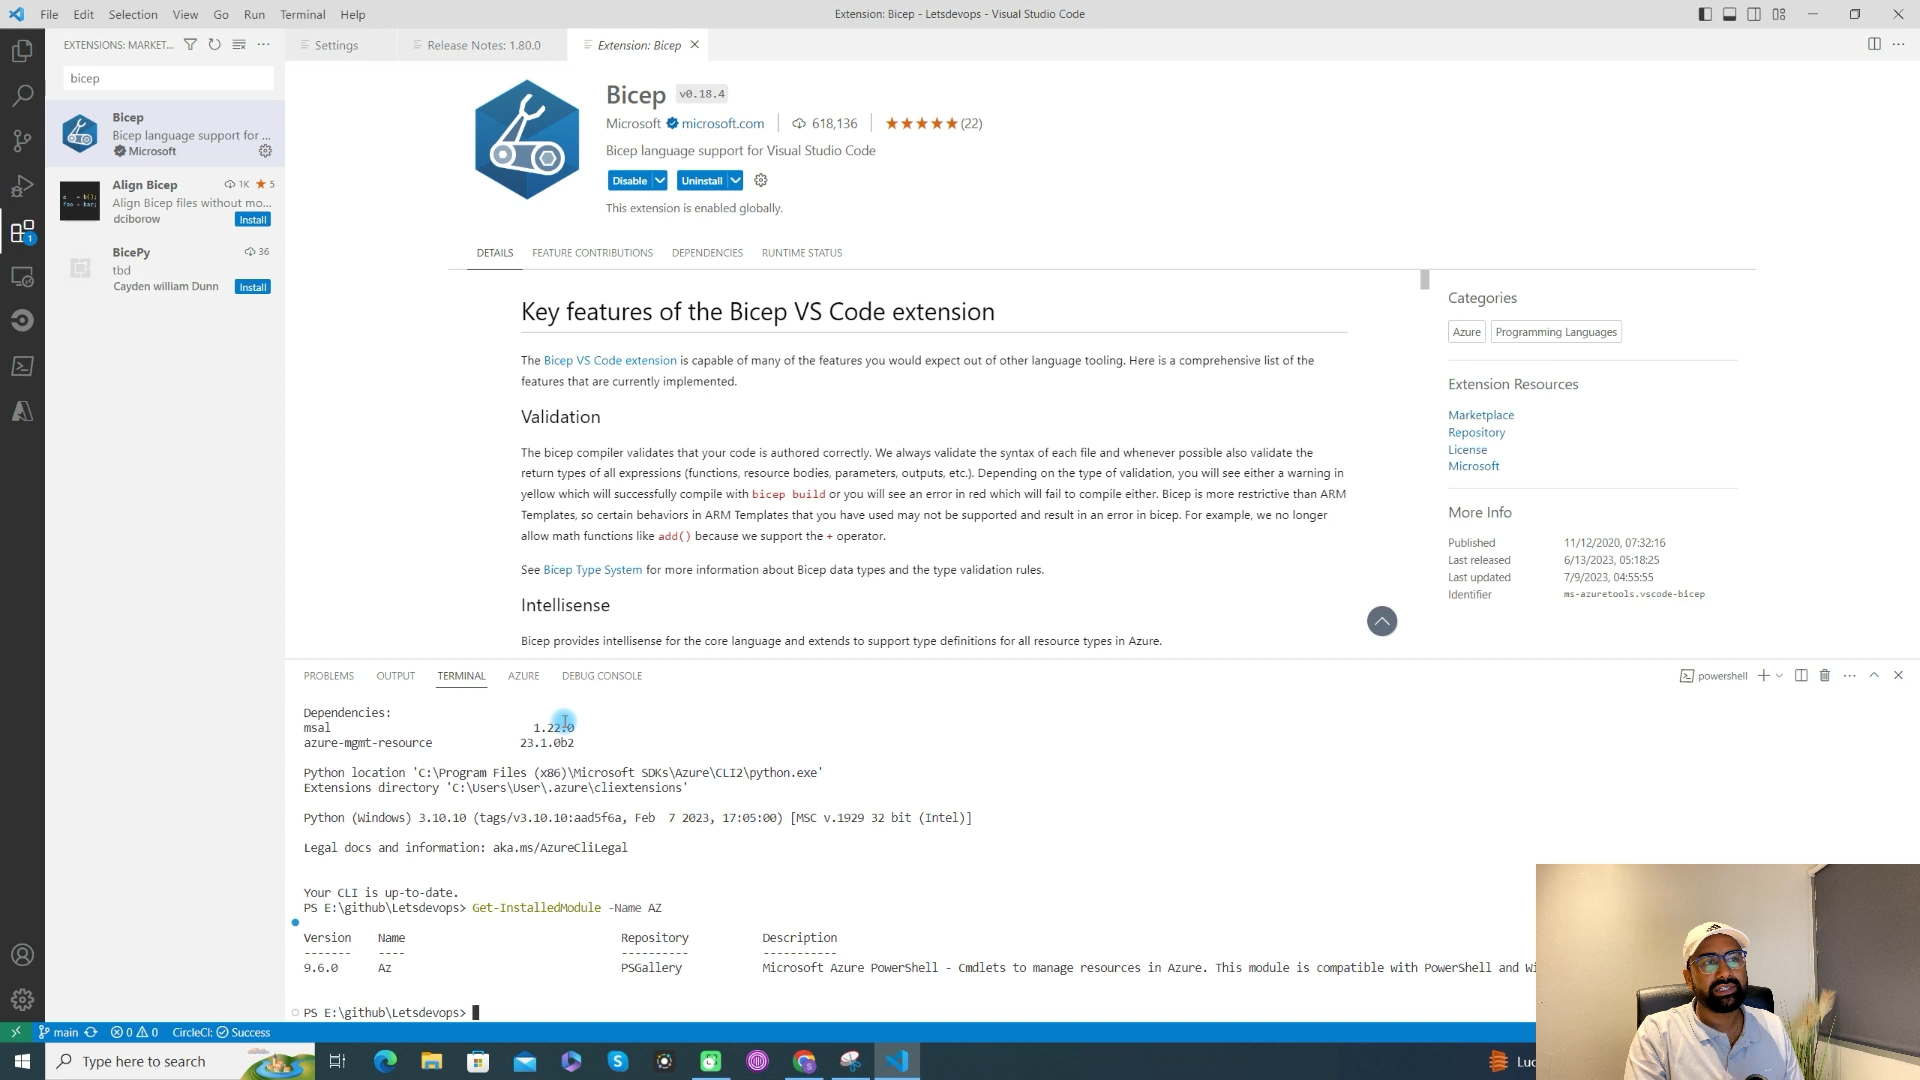 File Edit Selection View Go Run Terminal Help
Extension: Bicep - Letsdevops - Visual Studio Code
EXTENSIONS: MARKET...
bicep
Bicep
Bicep language support for ...
Microsoft
Align Bicep 1K 5
Align Bicep files without mo...
dciborow Install
BicePy 36
tbd
Cayden william Dunn Install
1
Settings Release Notes: 1.80.0 Extension: Bicep
Bicep v0.18.4
Microsoft microsoft.com 618,136 (22)
Bicep language support for Visual Studio Code
Disable Uninstall
This extension is enabled globally.
DETAILS FEATURE CONTRIBUTIONS DEPENDENCIES RUNTIME STATUS
Key features of the Bicep VS Code extension
The Bicep VS Code extension is capable of many of the features you would expect out of other language tooling. Here is a comprehensive list of the
features that are currently implemented.
Validation
The bicep compiler validates that your code is authored correctly. We always validate the syntax of each file and whenever possible also validate the
return types of all expressions (functions, resource bodies, parameters, outputs, etc.). Depending on the type of validation, you will see either a warning in
yellow which will successfully compile with bicep build or you will see an error in red which will fail to compile either. Bicep is more restrictive than ARM
Templates, so certain behaviors in ARM Templates that you have used may not be supported and result in an error in bicep. For example, we no longer
allow math functions like add() because we support the + operator.
See Bicep Type System for more information about Bicep data types and the type validation rules.
Intellisense
Bicep provides intellisense for the core language and extends to support type definitions for all resource types in Azure.
Categories
Azure Programming Languages
Extension Resources
Marketplace
Repository
License
Microsoft
More Info
Published 11/12/2020, 07:32:16
Last released 6/13/2023, 05:18:25
Last updated 7/9/2023, 04:55:55
Identifier ms-azuretools.vscode-bicep
PROBLEMS OUTPUT TERMINAL AZURE DEBUG CONSOLE
powershell
Dependencies:
msal 1.22.0
azure-mgmt-resource 23.1.0b2
Python location 'C:\Program Files (x86)\Microsoft SDKs\Azure\CLI2\python.exe'
Extensions directory 'C:\Users\User\.azure\cliextensions'
Python (Windows) 3.10.10 (tags/v3.10.10:aad5f6a, Feb  7 2023, 17:05:00) [MSC v.1929 32 bit (Intel)]
Legal docs and information: aka.ms/AzureCliLegal
Your CLI is up-to-date.
PS E:\github\Letsdevops> Get-InstalledModule -Name AZ
Version Name Repository Description
------- ---- ---------- -----------
9.6.0 Az PSGallery Microsoft Azure PowerShell - Cmdlets to manage resources in Azure. This module is compatible with PowerShell and Wi
PS E:\github\Letsdevops>
main 0 0 CircleCI: Success
Type here to search
Luc